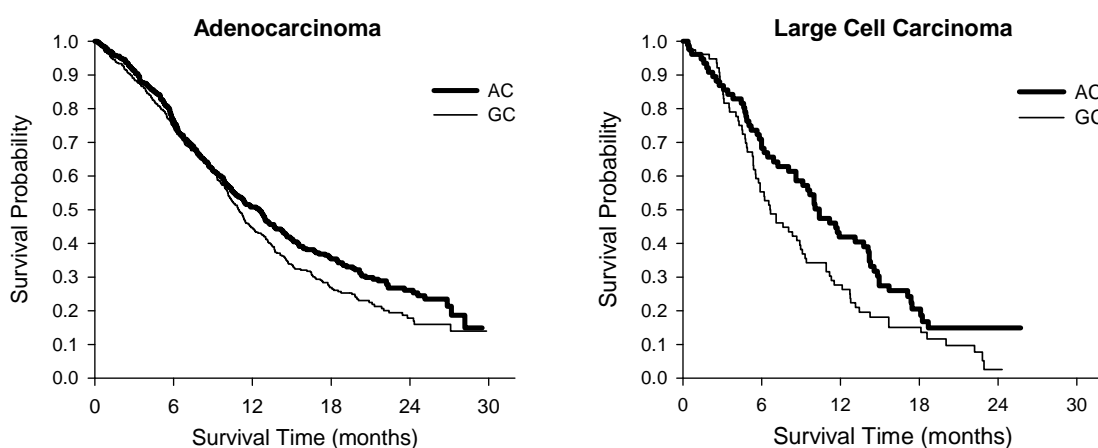 Adenocarcinoma
Survival Probability
1.0
0.9
0.8
0.7
0.6
0.5
0.4
0.3
0.2
0.1
0.0
AC
GC
0 6 12 18 24 30
Survival Time (months)
Large Cell Carcinoma
Survival Probability
1.0
0.9
0.8
0.7
0.6
0.5
0.4
0.3
0.2
0.1
0.0
AC
GC
0 6 12 18 24 30
Survival Time (months)